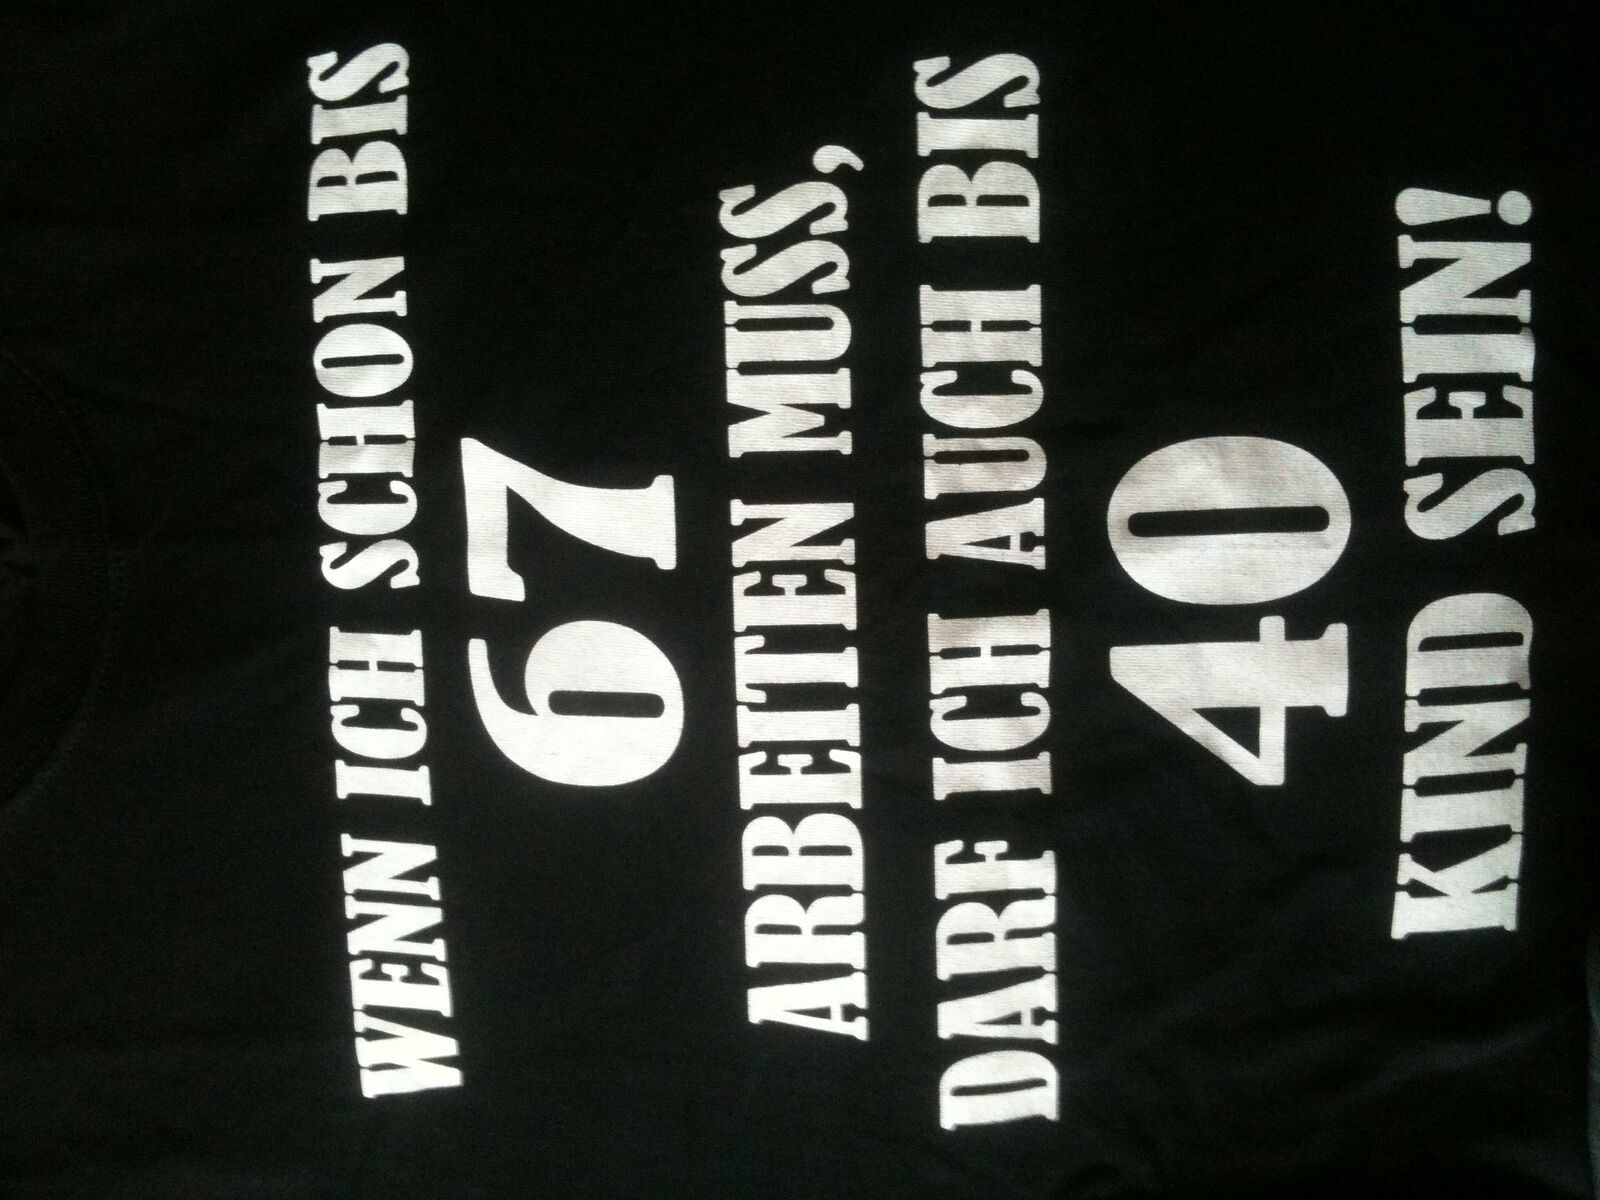 WENN ICH SCHON BIS
67
ARBEITEN MUSS,
DARF ICH AUCH BIS
40
KIND SEIN!